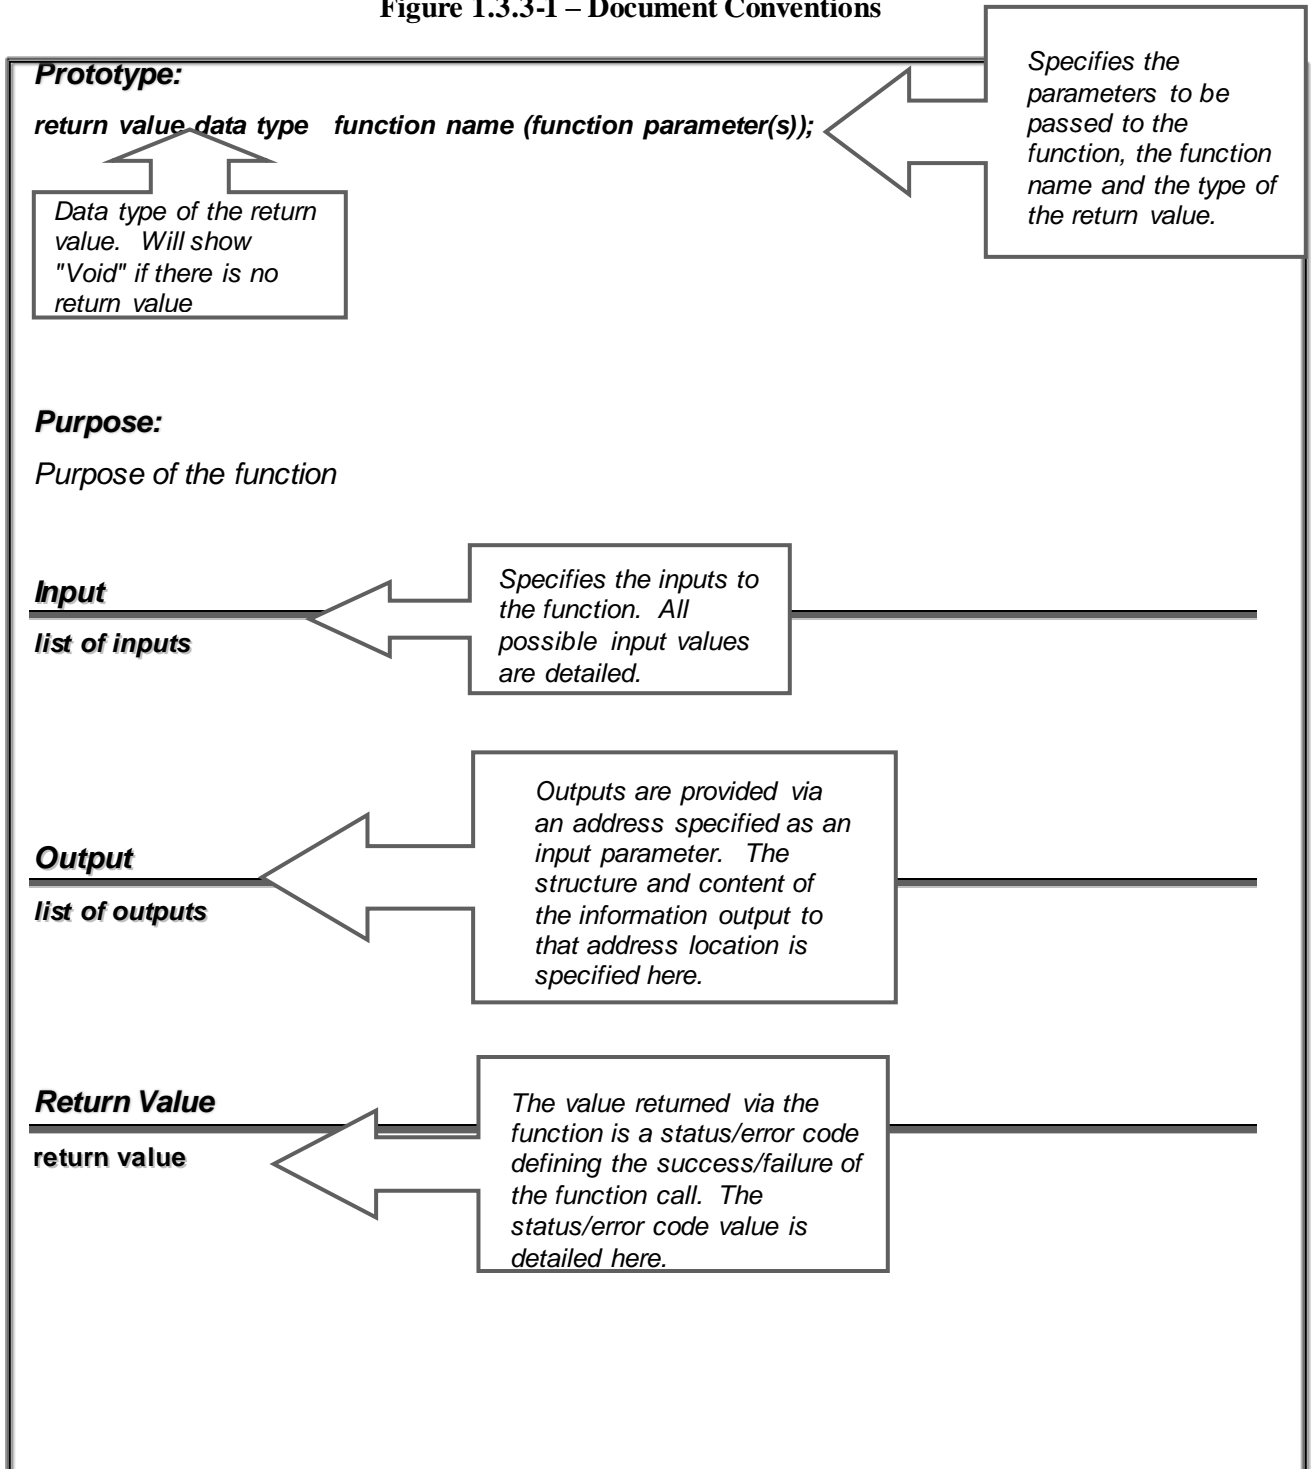 Figure 1.3.3-1 – Document Conventions
Prototype:
return value data type function name (function parameter(s));
Specifies the
parameters to be
passed to the
function, the function
name and the type of
the return value.
Data type of the return
value. Will show
"Void" if there is no
return value
Purpose:
Purpose of the function
Input
list of inputs
Specifies the inputs to
the function. All
possible input values
are detailed.
Output
list of outputs
Outputs are provided via
an address specified as an
input parameter. The
structure and content of
the information output to
that address location is
specified here.
Return Value
return value
The value returned via the
function is a status/error code
defining the success/failure of
the function call. The
status/error code value is
detailed here.